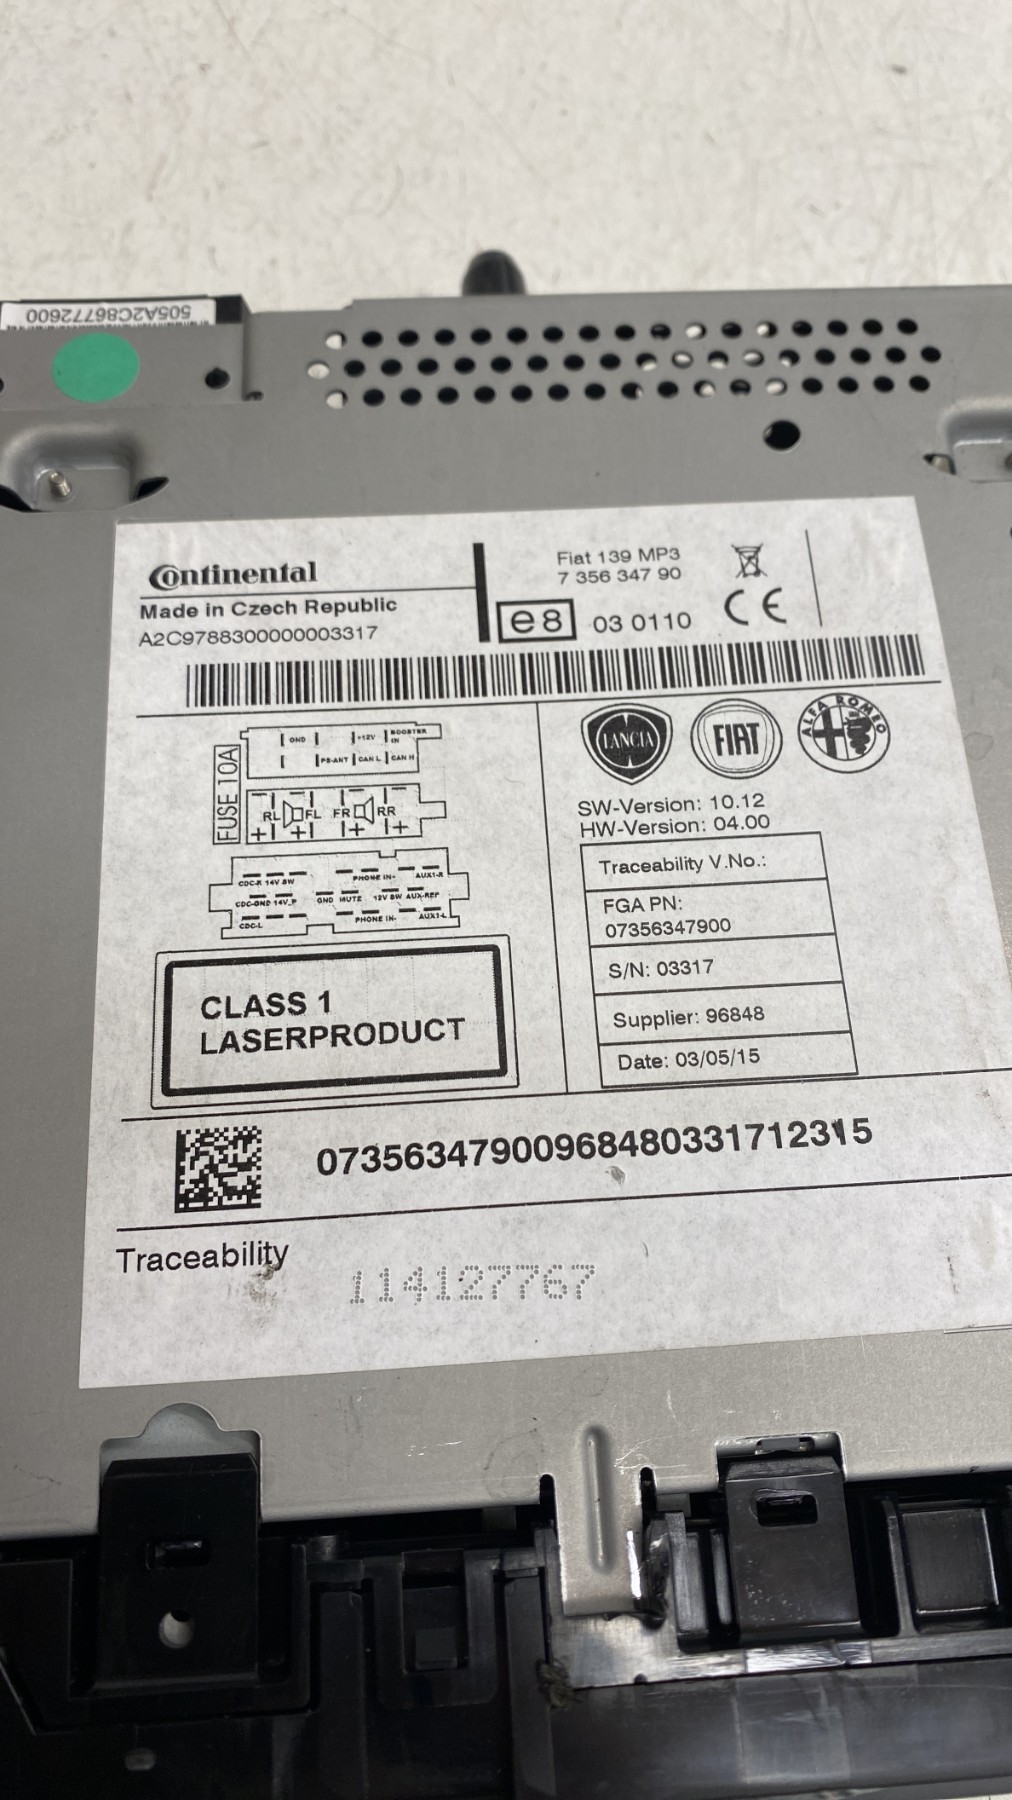 505A2C86772600
Continental
Made in Czech Republic
A2C9788300000003317
Fiat 139 MP3
7 356 347 90
e8 03 0110
CE
FUSE 10A
GND +12V BOOSTER IN
PS-ANT CAN L CAN H
RL FL FR RR
CDC-R 14V SW PHONE IN- AUX1-R
CDC-GND 14V_P GND MUTE 12V SW AUX-REF
CDC-L PHONE IN- AUX1-L
LANCIA
FIAT
ALFA ROMEO
SW-Version: 10.12
HW-Version: 04.00
Traceability V.No.:
FGA PN:
07356347900
S/N: 03317
Supplier: 96848
Date: 03/05/15
CLASS 1
LASERPRODUCT
07356347900968480331712315
Traceability
114127767